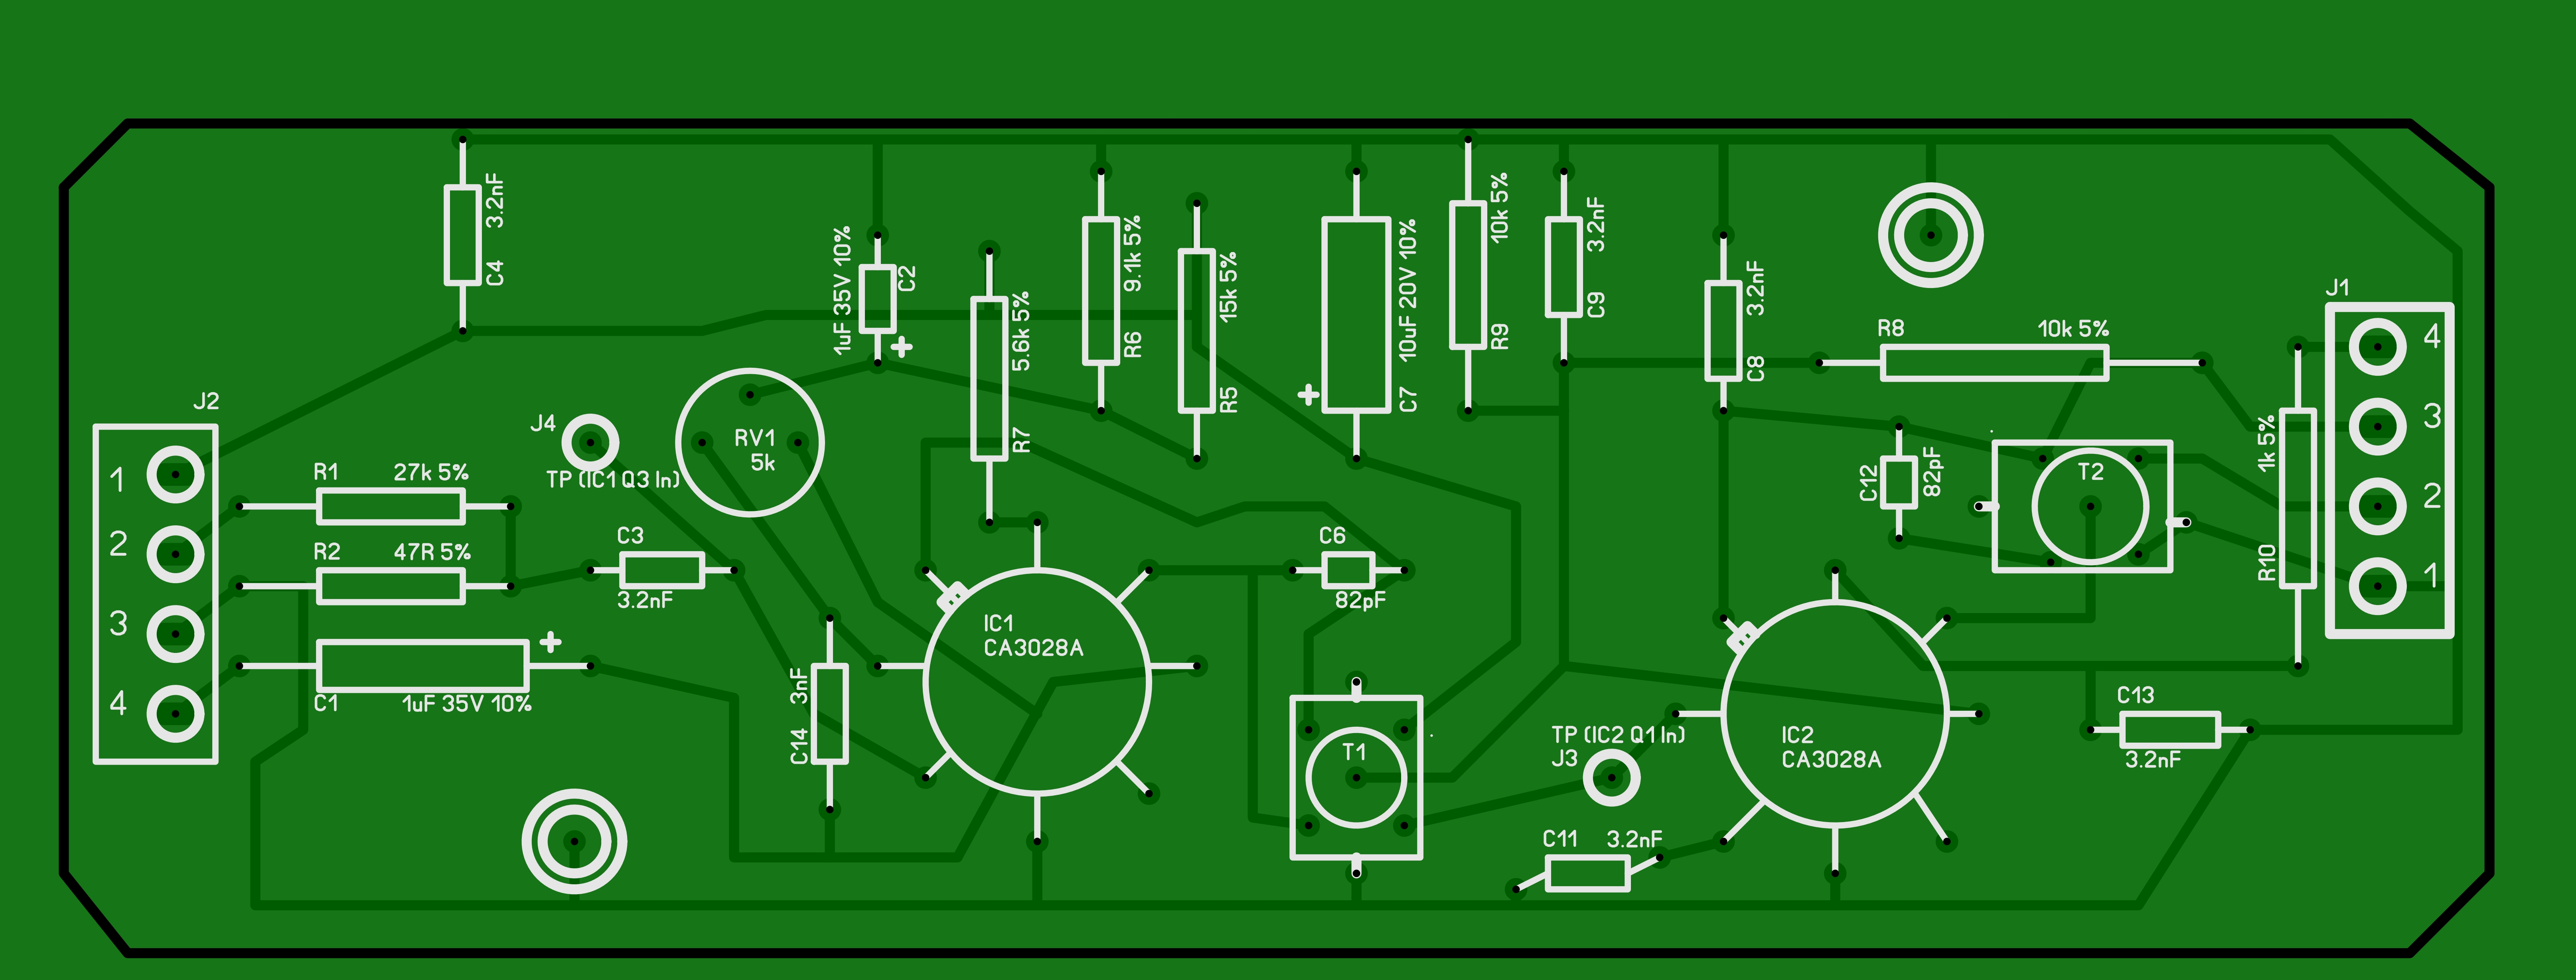 3.2nF
C4
1uF 35V 10%
C2
5.6k 5%
R7
9.1k 5%
R6
15k 5%
R5
10uF 20V 10%
C7
10k 5%
R9
3.2nF
C9
3.2nF
C8
R8 10k 5%
J1
4
3
2
1
1k 5%
R10
J2
1
2
3
4
J4
TP (IC1 Q3 In)
RV1
5k
R1 27k 5%
R2 47R 5%
C1 1uF 35V 10%
C3
3.2nF
C14 3nF
IC1
CA3028A
C6
82pF
T1
TP (IC2 Q1 In)
J3
C11 3.2nF
IC2
CA3028A
C12
82pF
T2
C13
3.2nF